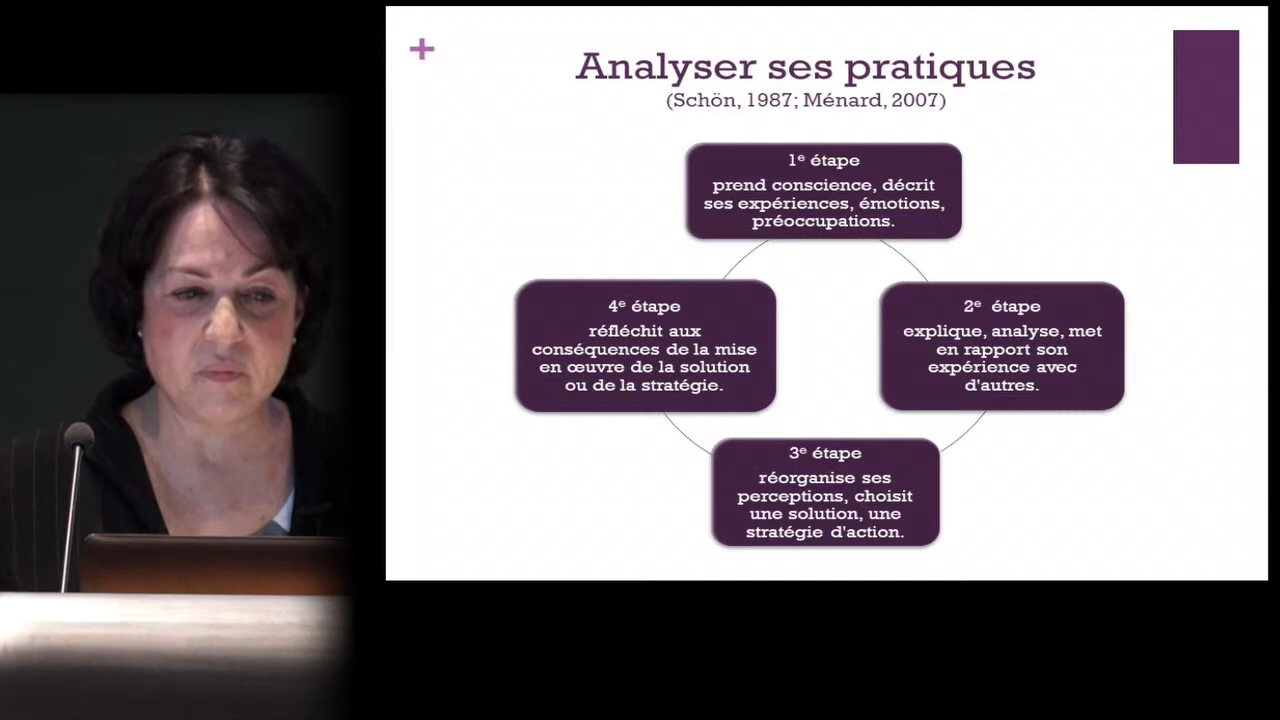 +
Analyser ses pratiques
(Schön, 1987; Ménard, 2007)
1e étape
prend conscience, décrit
ses expériences, émotions,
préoccupations.
4e étape
réfléchit aux
conséquences de la mise
en œuvre de la solution
ou de la stratégie.
2e étape
explique, analyse, met
en rapport son
expérience avec
d'autres.
3e étape
réorganise ses
perceptions, choisit
une solution, une
stratégie d'action.